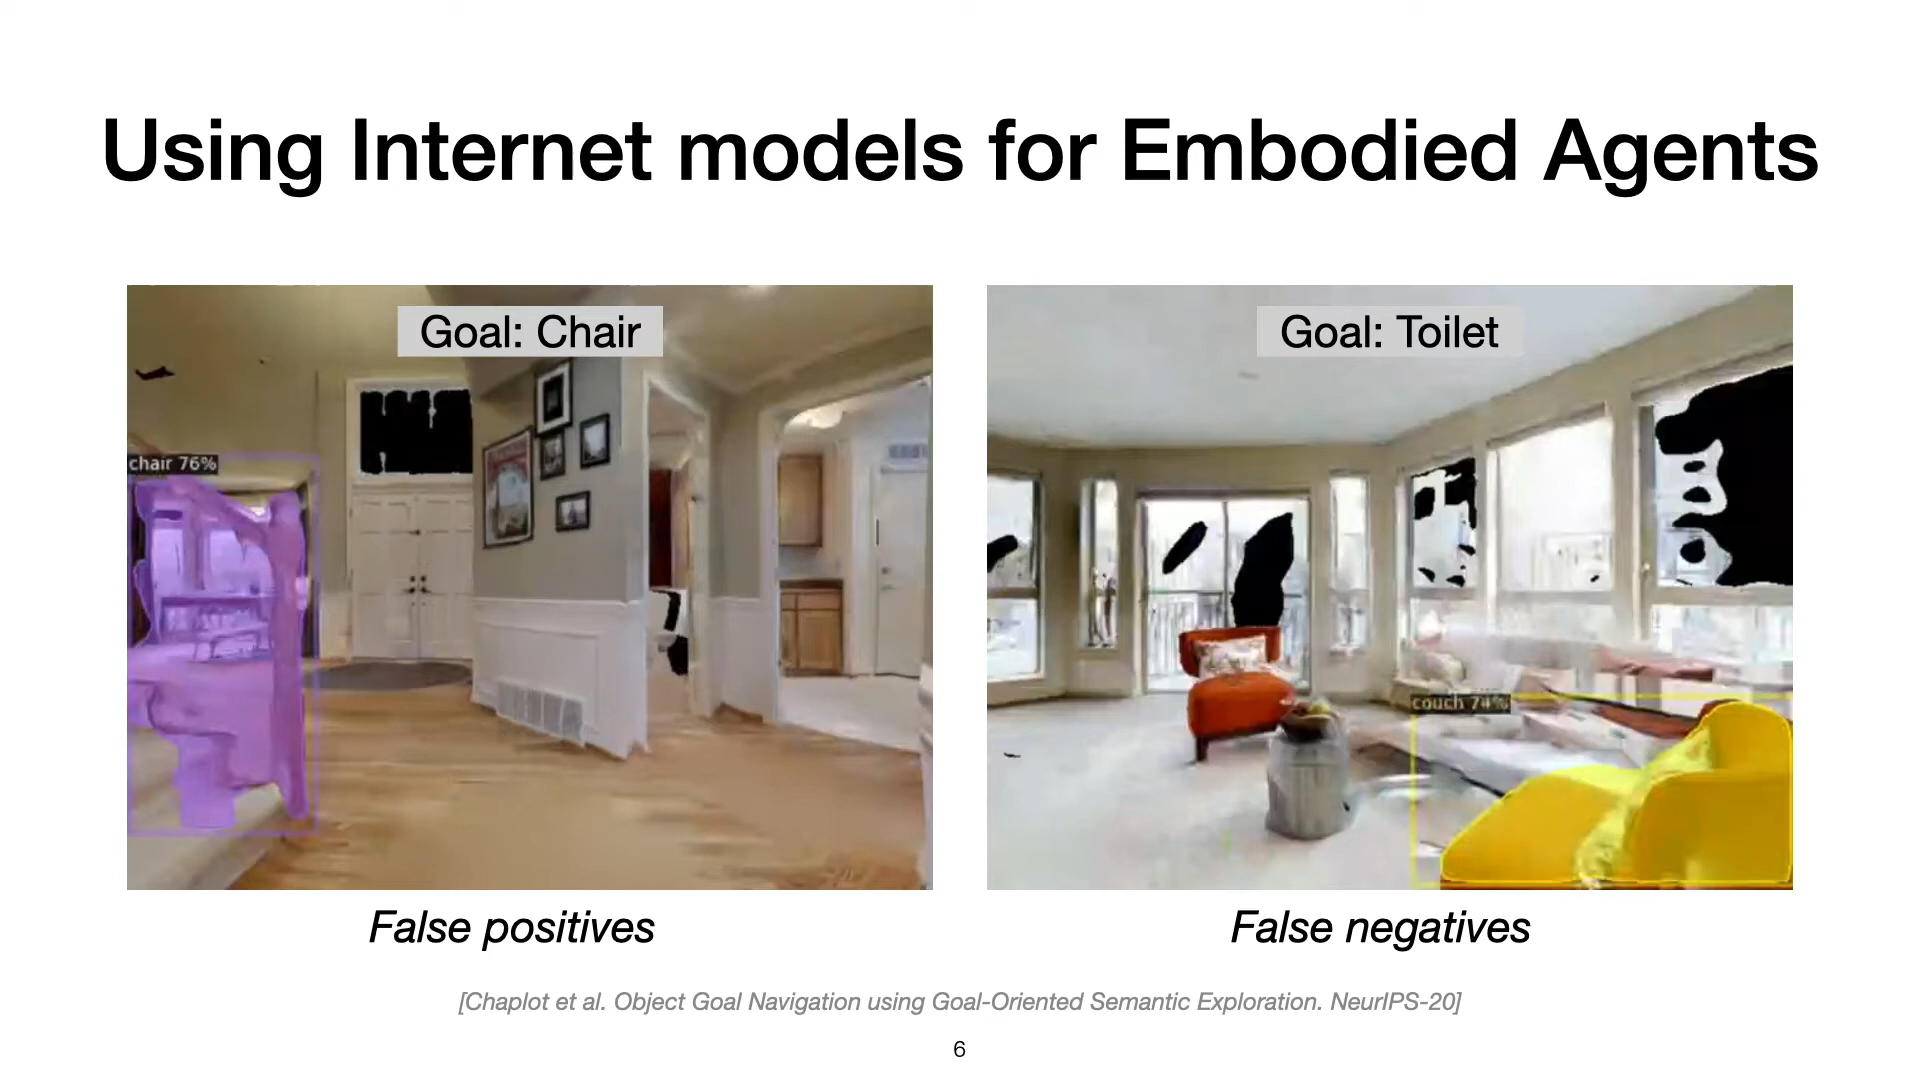 Using Internet models for Embodied Agents
Goal: Chair
Goal: Toilet
chair 76%
couch 74%
False positives
False negatives
[Chaplot et al. Object Goal Navigation using Goal-Oriented Semantic Exploration. NeurIPS-20]
6